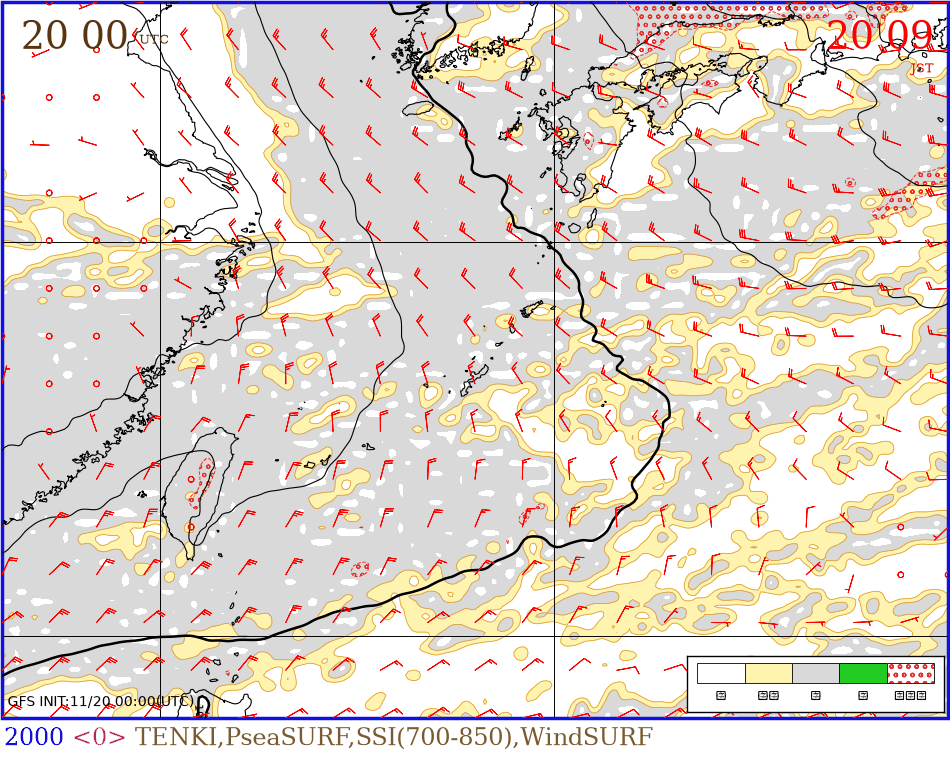 20 00 UTC
20 09
JST
GFS INIT:11/20 00:00(UTC)
2000 <0> TENKI,PseaSURF,SSI(700-850),WindSURF